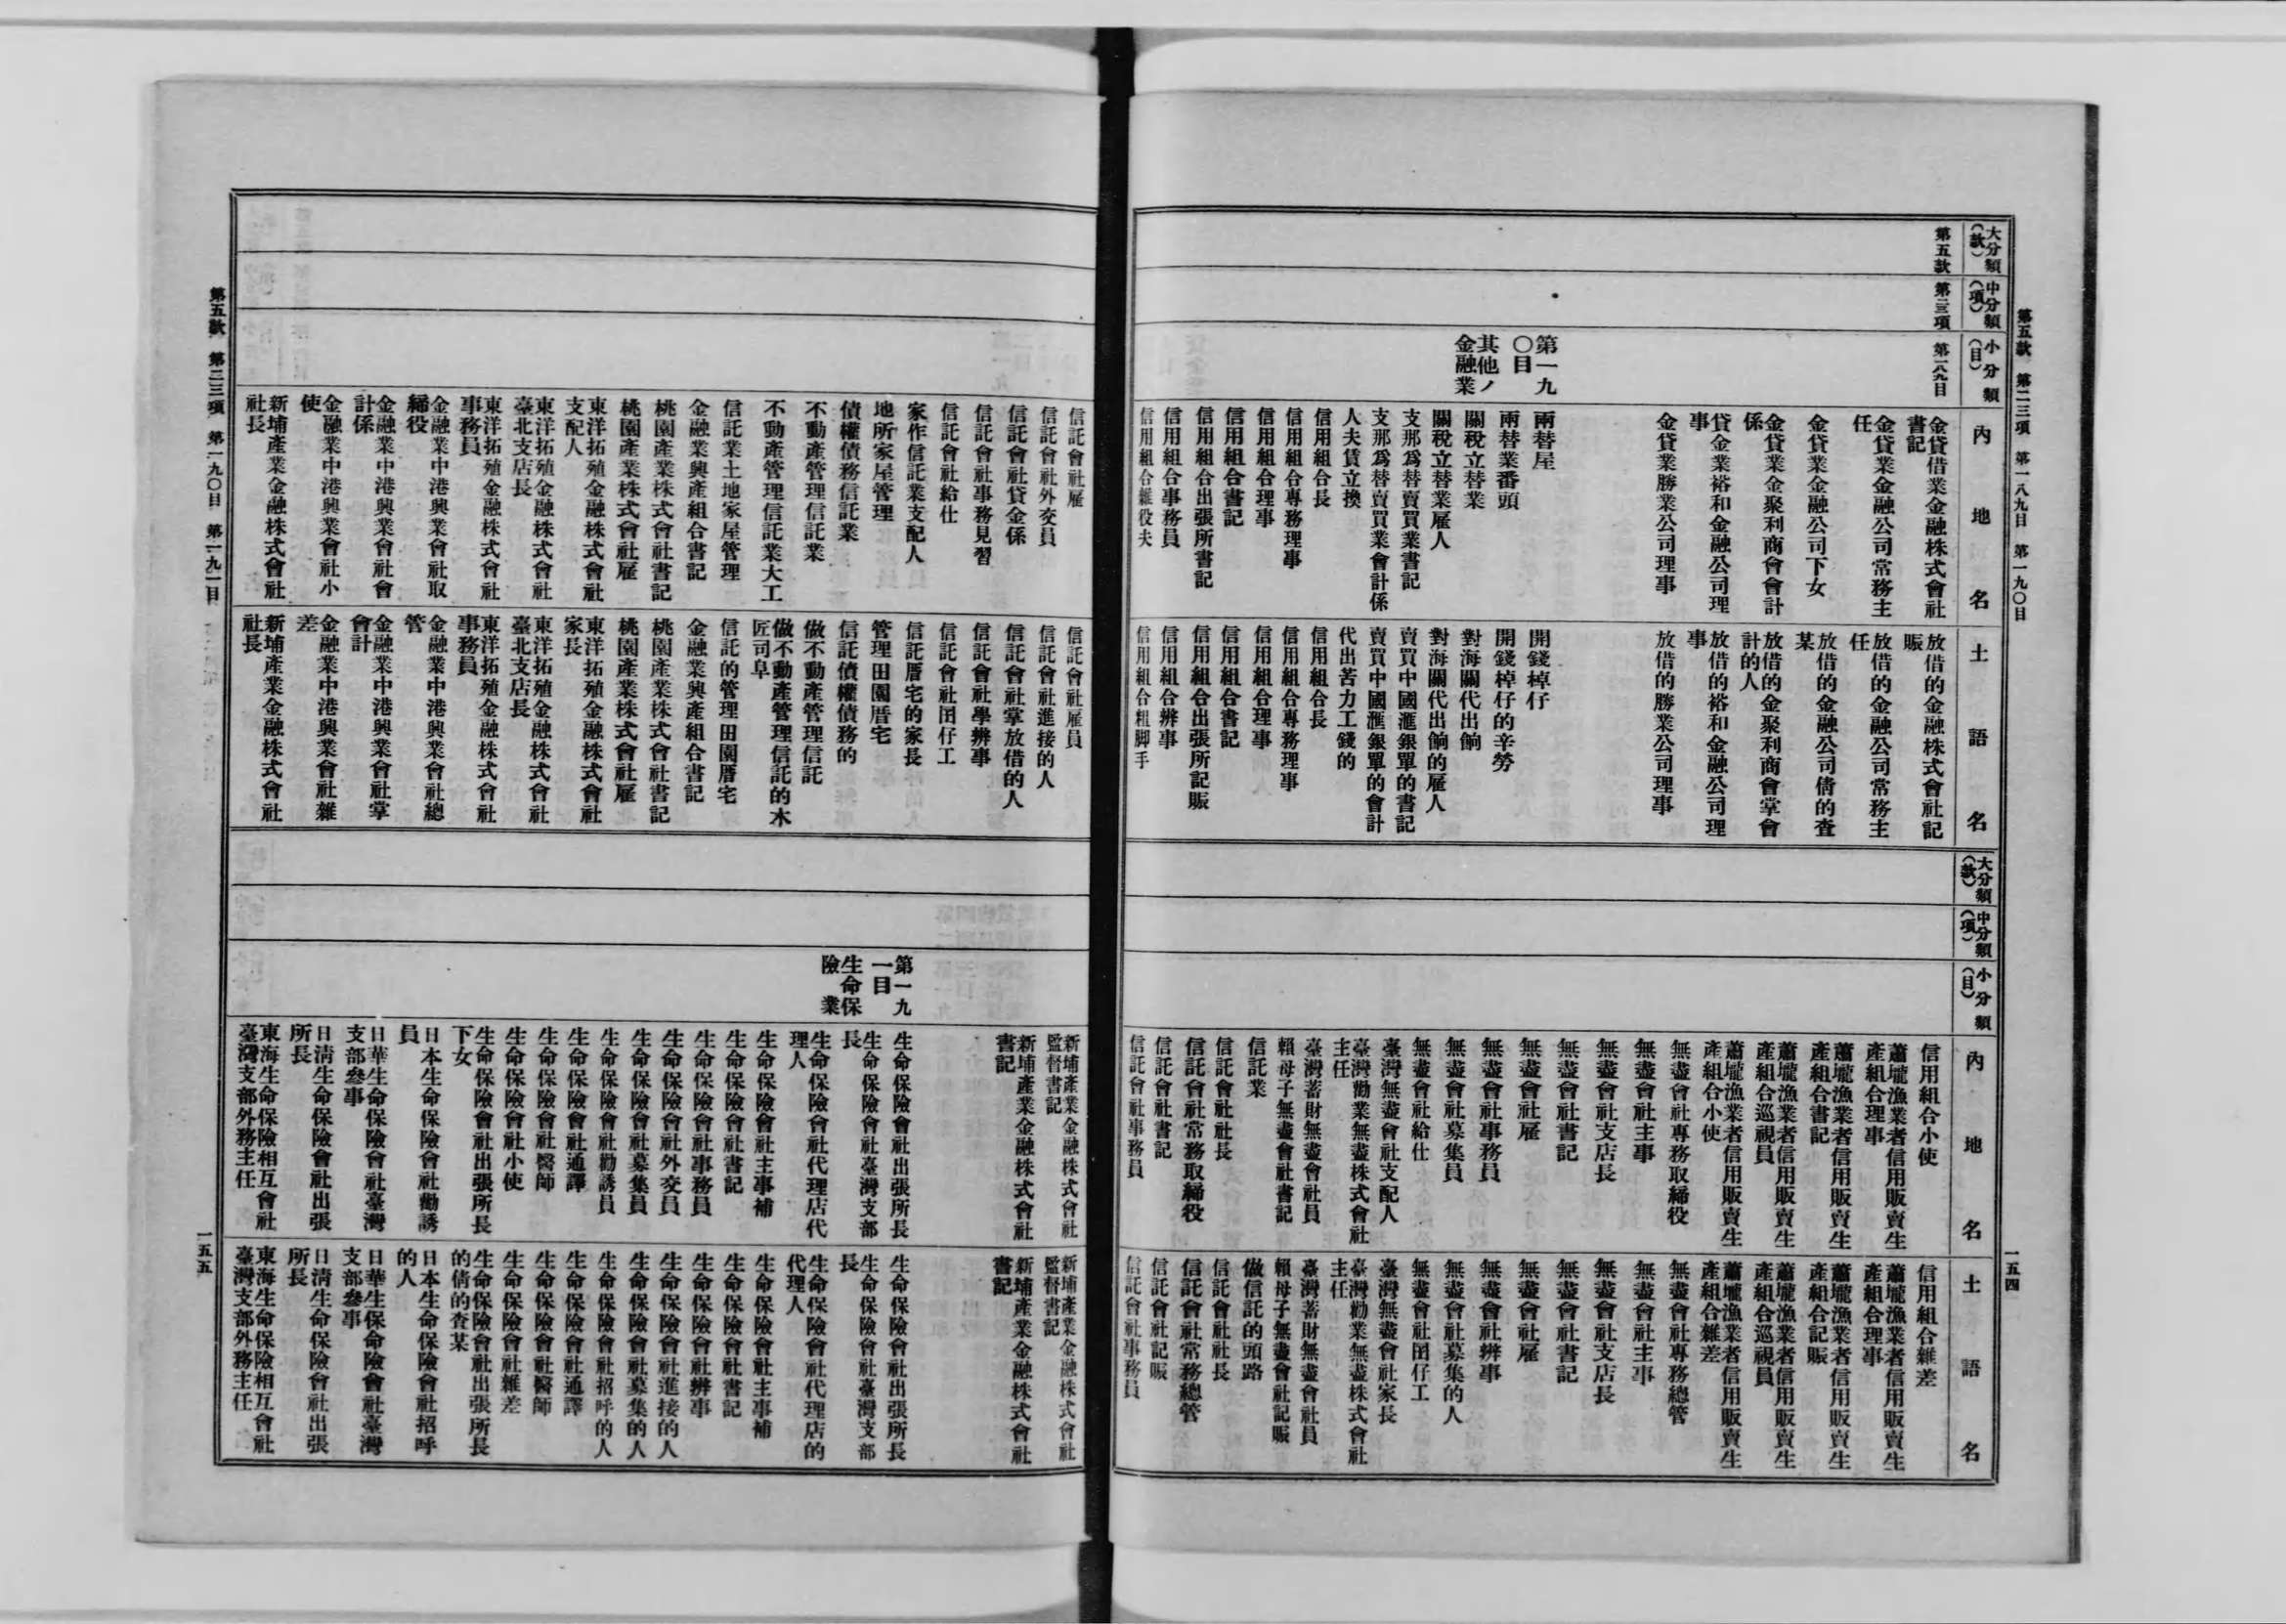 第五款　第二三項　第一八九目　第一九〇目
一五四
大分類
（款）
中分類
（項）
小分類
（目）
內地名
土語名
第五款
第二三項
第一八九目
金貸借業金融株式會社
書記
金貸業金融公司常務主
任
金貸業金融公司下女
金貸業金聚利商會會計
係
貸金業裕和金融公司理
事
金貸業勝業公司理事
放借的金融株式會社記
賬
放借的金融公司常務主
任
放借的金融公司倩的查
某
放借的金聚利商會掌會
計的人
放借的裕和金融公司理
事
放借的勝業公司理事
第一九
〇目
其他ノ
金融業
兩替屋
兩替業番頭
關稅立替業
關稅立替業雇人
支那爲替賣買業書記
支那爲替賣買業會計係
人夫賃立換
信用組合長
信用組合專務理事
信用組合理事
信用組合書記
信用組合出張所書記
信用組合事務員
信用組合雜役夫
開錢棹仔
開錢棹仔的辛勞
對海關代出餉
對海關代出餉的雇人
賣買中國滙銀單的書記
賣買中國滙銀單的會計
代出苦力工錢的
信用組合長
信用組合專務理事
信用組合理事
信用組合書記
信用組合出張所記賬
信用組合辨事
信用組合粗脚手
大分類
（款）
中分類
（項）
小分類
（目）
內地名
土語名
信用組合小使
蕭壠漁業者信用販賣生
產組合理事
蕭壠漁業者信用販賣生
產組合書記
蕭壠漁業者信用販賣生
產組合巡視員
蕭壠漁業者信用販賣生
產組合小使
無盡會社專務取締役
無盡會社主事
無盡會社支店長
無盡會社書記
無盡會社雇
無盡會社事務員
無盡會社募集員
無盡會社給仕
臺灣無盡會社支配人
臺灣勸業無盡株式會社
主任
臺灣蓄財無盡會社員
賴母子無盡會社書記
信託業
信託會社社長
信託會社常務取締役
信託會社書記
信託會社事務員
信用組合雜差
蕭壠漁業者信用販賣生
產組合理事
蕭壠漁業者信用販賣生
產組合記賬
蕭壠漁業者信用販賣生
產組合巡視員
蕭壠漁業者信用販賣生
產組合雜差
無盡會社專務總管
無盡會社主事
無盡會社支店長
無盡會社書記
無盡會社雇
無盡會社辨事
無盡會社募集的人
無盡會社囝仔工
臺灣無盡會社家長
臺灣勸業無盡株式會社
主任
臺灣蓄財無盡會社員
賴母子無盡會社記賬
做信託的頭路
信託會社社長
信託會社常務總管
信託會社記賬
信託會社事務員
信託會社雇
信託會社外交員
信託會社貸金係
信託會社事務見習
信託會社給仕
家作信託業支配人
地所家屋管理
債權債務信託業
不動產管理信託業
不動產管理信託業大工
信託業土地家屋管理
金融業興產組合書記
桃園產業株式會社書記
桃園產業株式會社雇
東洋拓殖金融株式會社
支配人
東洋拓殖金融株式會社
臺北支店長
東洋拓殖金融株式會社
事務員
金融業中港興業會社取
締役
金融業中港興業會社會
計係
金融業中港興業會社小
使
新埔產業金融株式會社
社長
信託會社雇員
信託會社進接的人
信託會社掌放借的人
信託會社學辨事
信託會社囝仔工
信託厝宅的家長
管理田園厝宅
信託債權債務的
做不動產管理信託
做不動產管理信託的木
匠司阜
信託的管理田園厝宅
金融業興產組合書記
桃園產業株式會社書記
桃園產業株式會社雇
東洋拓殖金融株式會社
家長
東洋拓殖金融株式會社
臺北支店長
東洋拓殖金融株式會社
事務員
金融業中港興業會社總
管
金融業中港興業會社掌
會計
金融業中港興業會社雜
差
新埔產業金融株式會社
社長
新埔產業金融株式會社
監督書記
新埔產業金融株式會社
書記
新埔產業金融株式會社
監督書記
新埔產業金融株式會社
書記
第一九
一目
生命保
險業
生命保險會社出張所長
生命保險會社臺灣支部
長
生命保險會社代理店代
理人
生命保險會社主事補
生命保險會社書記
生命保險會社事務員
生命保險會社外交員
生命保險會社募集員
生命保險會社勸誘員
生命保險會社通譯
生命保險會社醫師
生命保險會社小使
生命保險會社出張所長
下女
日本生命保險會社勸誘
員
日華生命保險會社臺灣
支部參事
日清生命保險會社出張
所長
東海生命保險相互會社
臺灣支部外務主任
生命保險會社出張所長
生命保險會社臺灣支部
長
生命保險會社代理店的
代理人
生命保險會社主事補
生命保險會社書記
生命保險會社辨事
生命保險會社進接的人
生命保險會社募集的人
生命保險會社招呼的人
生命保險會社通譯
生命保險會社醫師
生命保險會社雜差
生命保險會社出張所長
的倩的查某
日本生命保險會社招呼
的人
日華生保命險會社臺灣
支部參事
日淸生命保險會社出張
所長
東海生命保險相互會社
臺灣支部外務主任
第五款　第二三項　第一九〇目　第一九一目
一五五